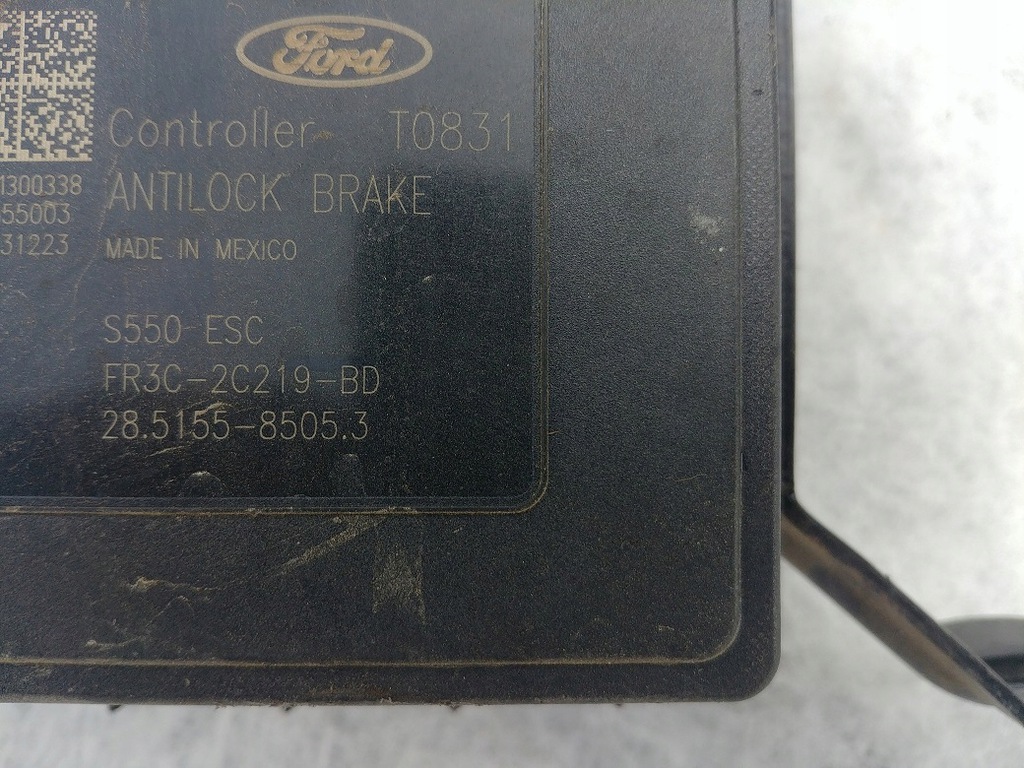 Ford
Controller T0831
1300338
ANTILOCK BRAKE
55003
31223
MADE IN MEXICO
S550 ESC
FR3C-2C219-BD
28.5155-8505.3